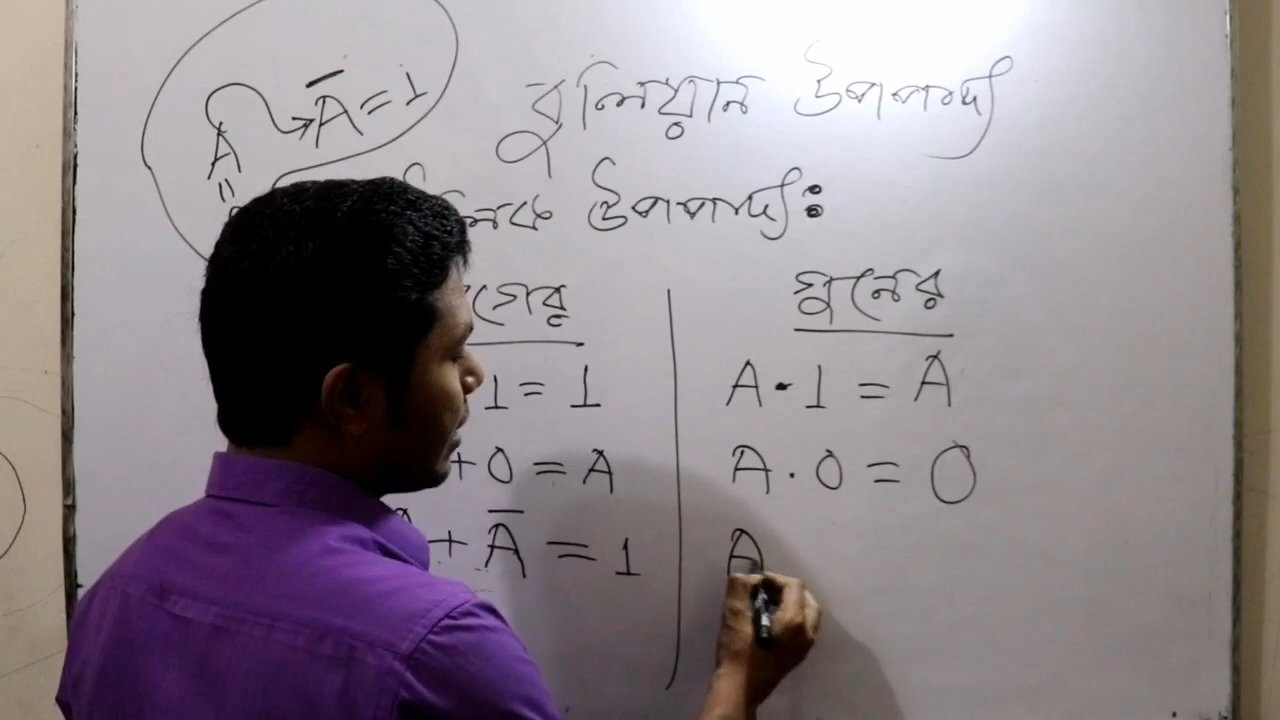 A̅ = 1
A
=
বুলিয়ান উপপাদ্য
উপপাদ্য:
গের
1 = 1
+ 0 = A
+ A̅ = 1
গুনের
A · 1 = A
A · 0 = 0
A